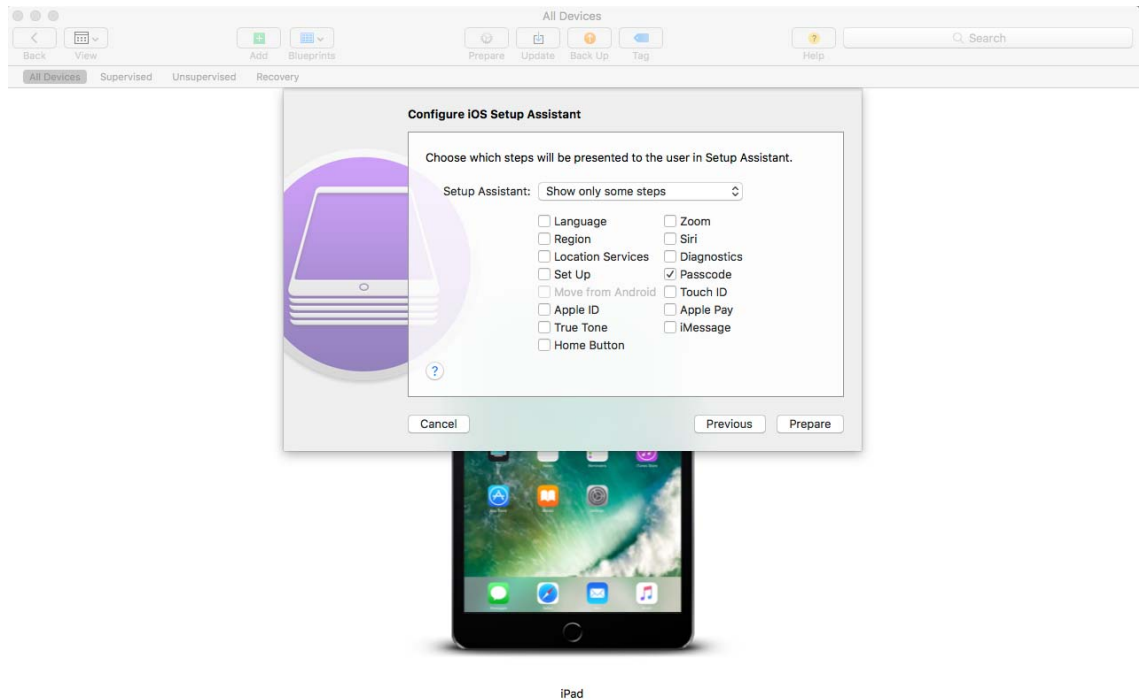 All Devices
Back View Add Blueprints Prepare Update Back Up Tag Help Search
All Devices Supervised Unsupervised Recovery
Configure iOS Setup Assistant
Choose which steps will be presented to the user in Setup Assistant.
Setup Assistant: Show only some steps
Language Zoom
Region Siri
Location Services Diagnostics
Set Up Passcode
Move from Android Touch ID
Apple ID Apple Pay
True Tone iMessage
Home Button
?
Cancel Previous Prepare
iPad